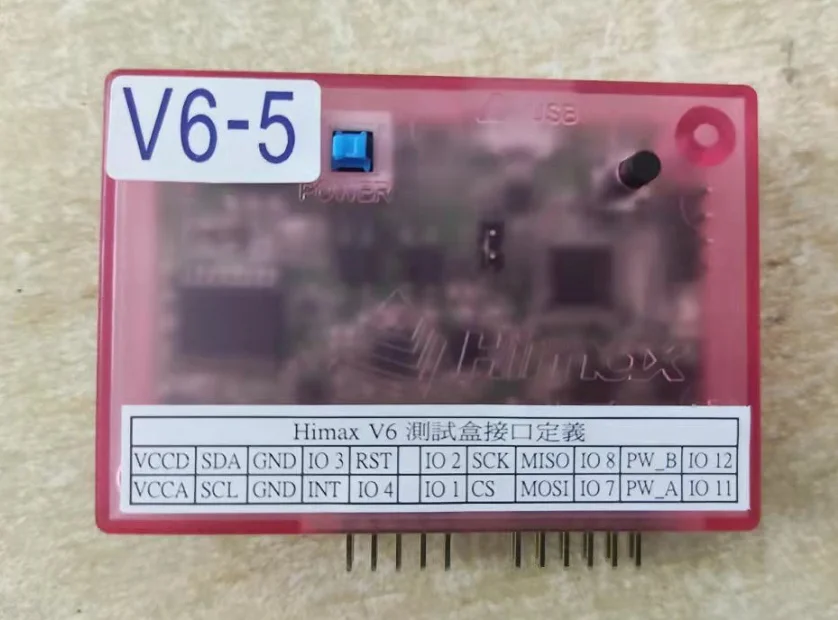 V6-5
USB
POWER
Himax
Himax V6 測試盒接口定義
VCCD SDA GND IO 3 RST IO 2 SCK MISO IO 8 PW_B IO 12
VCCA SCL GND INT IO 4 IO 1 CS MOSI IO 7 PW_A IO 11